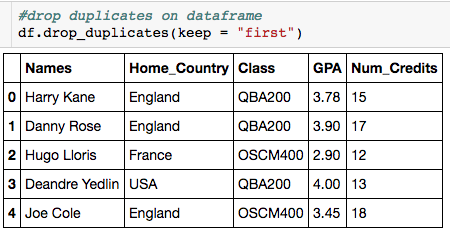 #drop duplicates on dataframe
df.drop_duplicates(keep = "first")
Names Home_Country Class GPA Num_Credits
0 Harry Kane England QBA200 3.78 15
1 Danny Rose England QBA200 3.90 17
2 Hugo Lloris France OSCM400 2.90 12
3 Deandre Yedlin USA QBA200 4.00 13
4 Joe Cole England OSCM400 3.45 18